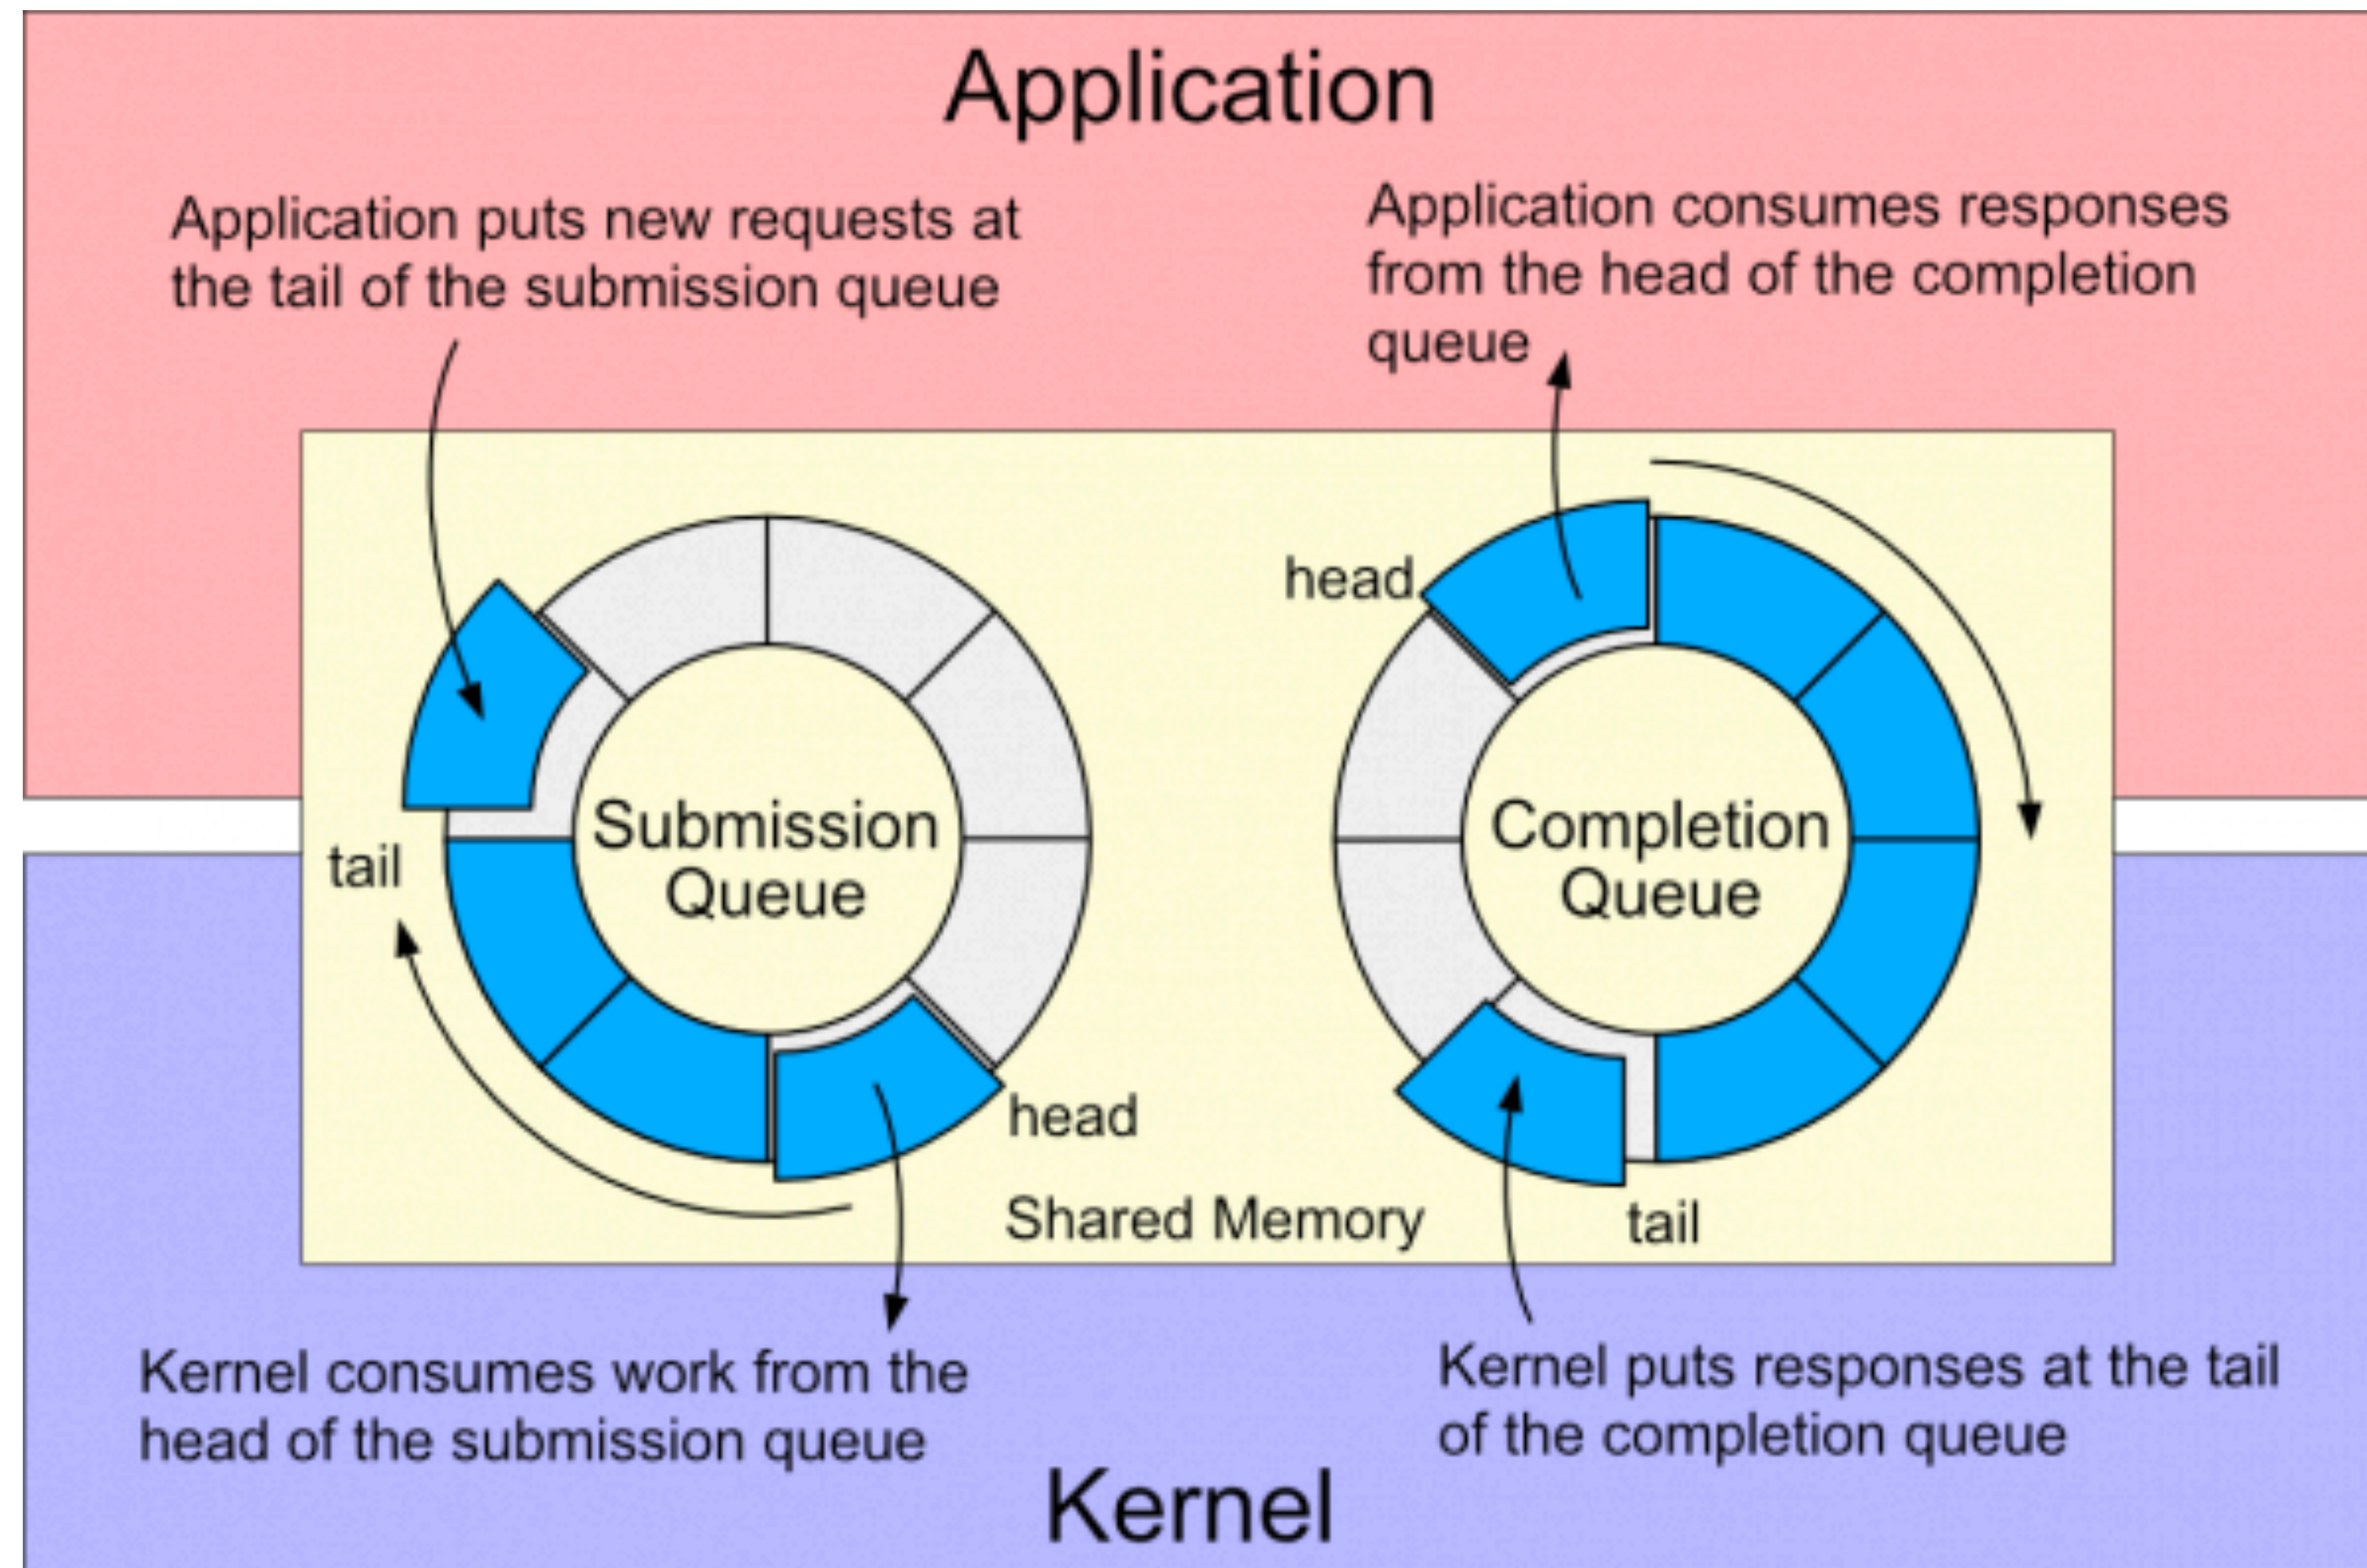 Application
Application puts new requests at
the tail of the submission queue
Application consumes responses
from the head of the completion
queue
head
Submission
Queue
Completion
Queue
tail
head
Shared Memory
tail
Kernel consumes work from the
head of the submission queue
Kernel puts responses at the tail
of the completion queue
Kernel